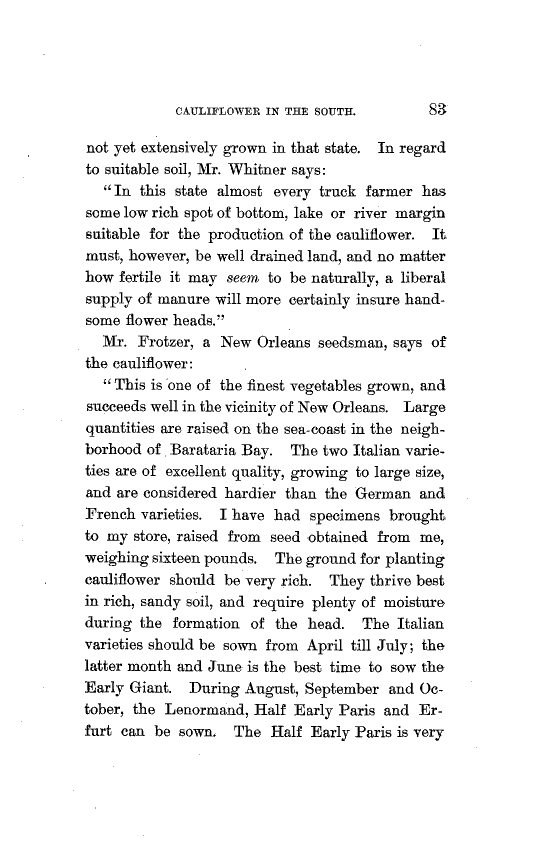 CAULIFLOWER IN THE SOUTH. 83
not yet extensively grown in that state. In regard
to suitable soil, Mr. Whitner says:
“In this state almost every truck farmer has
some low rich spot of bottom, lake or river margin
suitable for the production of the cauliflower. It
must, however, be well drained land, and no matter
how fertile it may seem to be naturally, a liberal
supply of manure will more certainly insure hand-
some flower heads.”
Mr. Frotzer, a New Orleans seedsman, says of
the cauliflower:
“This is one of the finest vegetables grown, and
succeeds well in the vicinity of New Orleans. Large
quantities are raised on the sea-coast in the neigh-
borhood of Barataria Bay. The two Italian varie-
ties are of excellent quality, growing to large size,
and are considered hardier than the German and
French varieties. I have had specimens brought
to my store, raised from seed obtained from me,
weighing sixteen pounds. The ground for planting
cauliflower should be very rich. They thrive best
in rich, sandy soil, and require plenty of moisture
during the formation of the head. The Italian
varieties should be sown from April till July; the
latter month and June is the best time to sow the
Early Giant. During August, September and Oc-
tober, the Lenormand, Half Early Paris and Er-
furt can be sown. The Half Early Paris is very